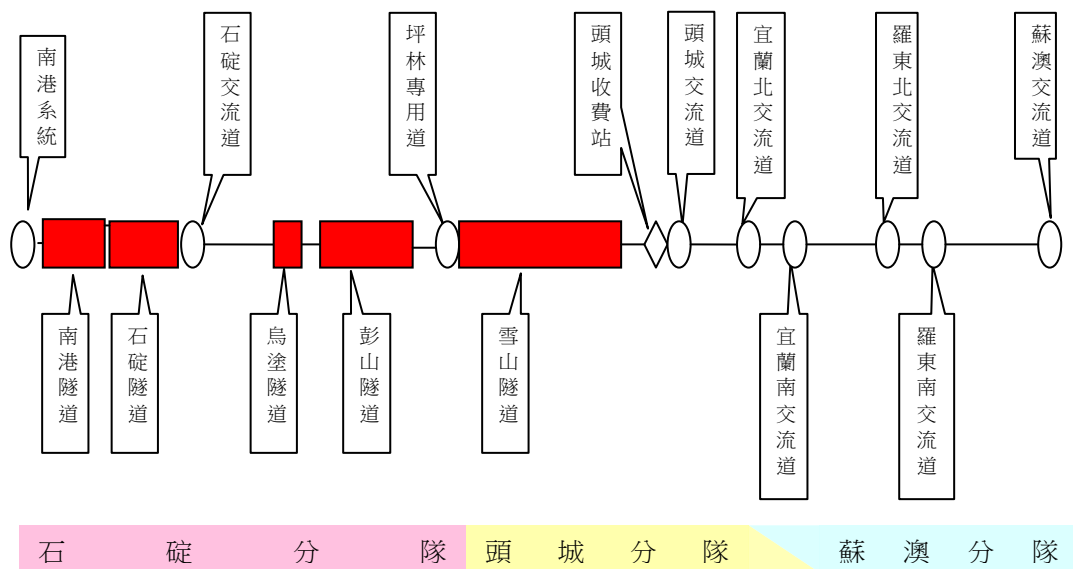 南港系統
石碇交流道
坪林專用道
頭城收費站
頭城交流道
宜蘭北交流道
羅東北交流道
蘇澳交流道
南港隧道
石碇隧道
烏塗隧道
彭山隧道
雪山隧道
宜蘭南交流道
羅東南交流道
石碇分隊 頭城分隊 蘇澳分隊